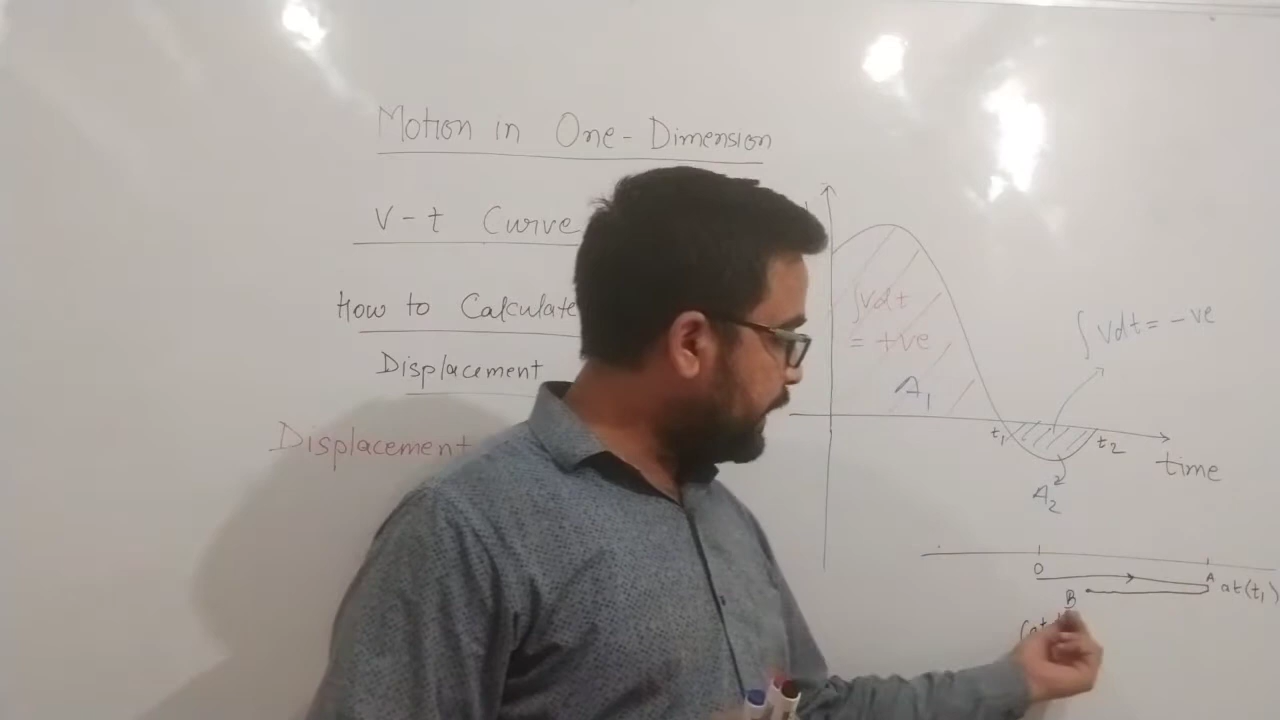 Motion in One-Dimension
V-t Curve
How to Calculate
Displacement
Displacement
∫vdt
= +ve
A1
∫vdt = -ve
t1
t2
time
A2
O
A
at(t1)
B